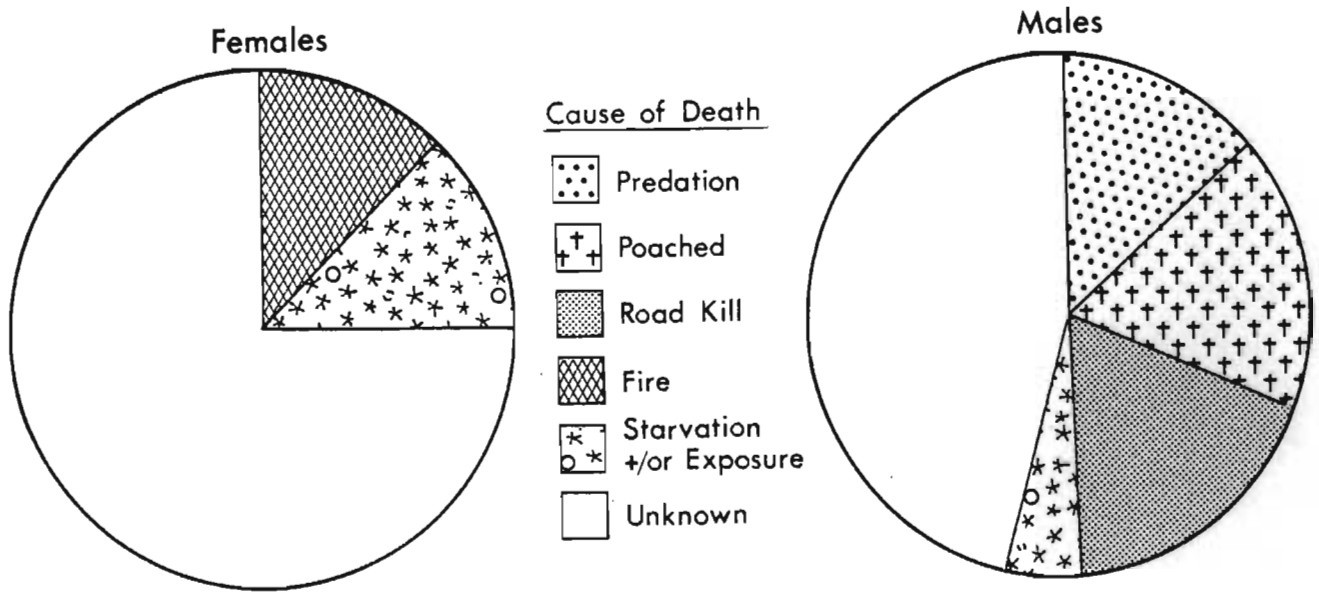 Females
Males
Cause of Death
Predation
Poached
Road Kill
Fire
Starvation
+/or Exposure
Unknown